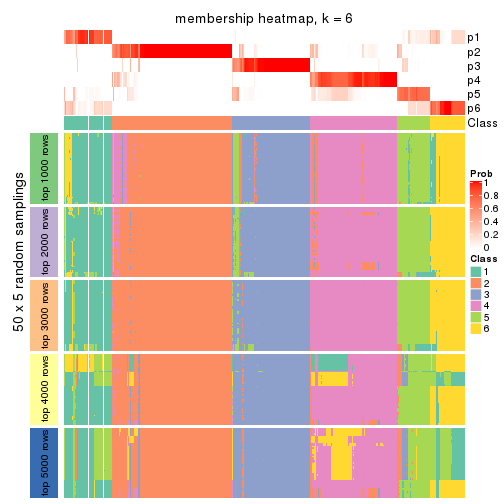 membership heatmap, k = 6
p1
p2
p3
p4
p5
p6
Class
50 x 5 random samplings
top 1000 rows
top 2000 rows
top 3000 rows
top 4000 rows
top 5000 rows
Prob
1
0.8
0.6
0.4
0.2
0
Class
1
2
3
4
5
6